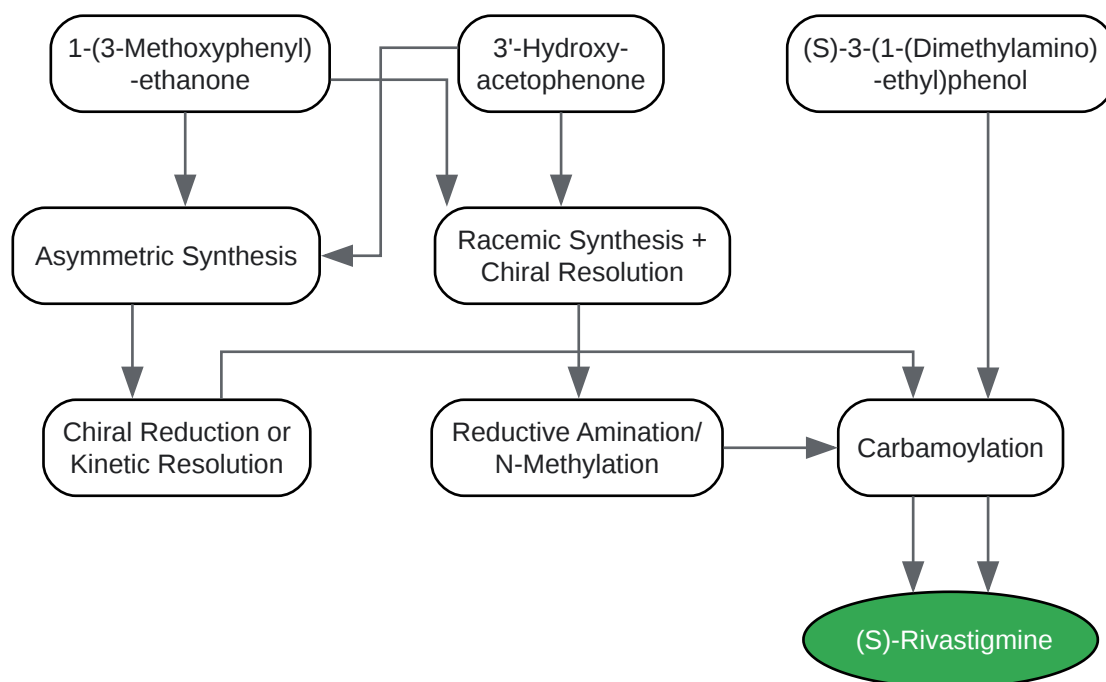 1-(3-Methoxyphenyl)
-ethanone
3'-Hydroxy-
acetophenone
(S)-3-(1-(Dimethylamino)
-ethyl)phenol
Asymmetric Synthesis
Racemic Synthesis +
Chiral Resolution
Chiral Reduction or
Kinetic Resolution
Reductive Amination/
N-Methylation
Carbamoylation
(S)-Rivastigmine